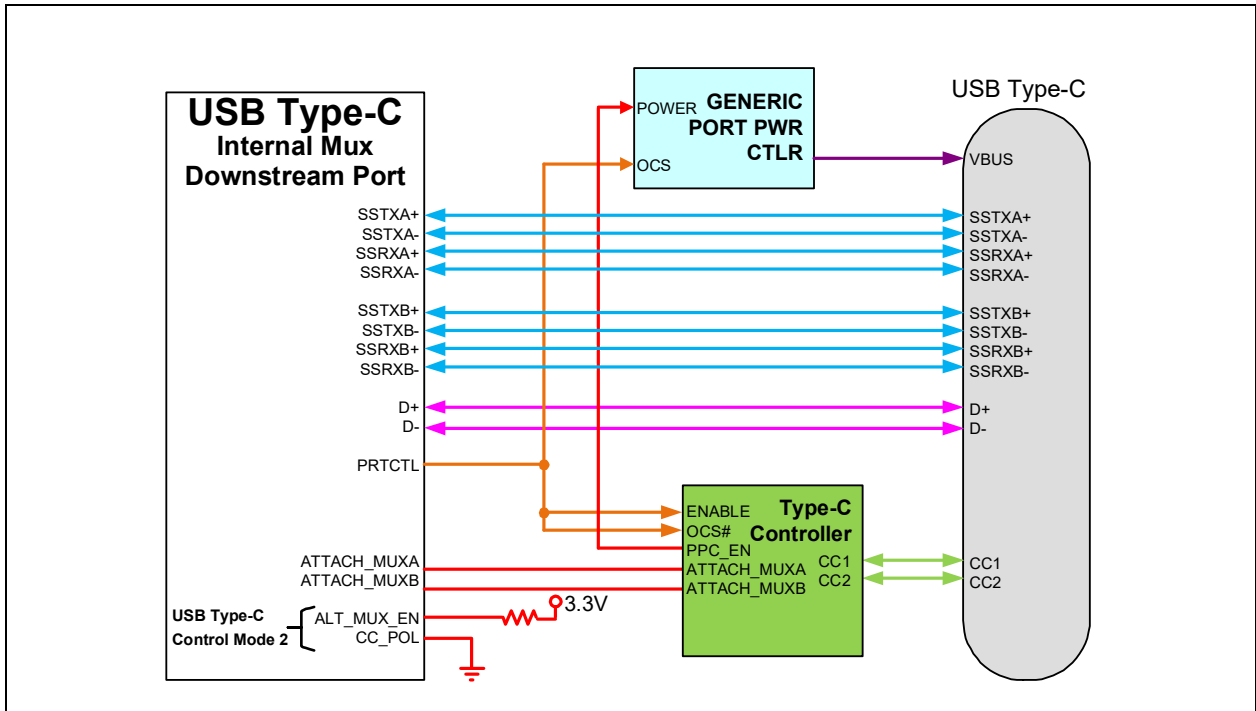 USB Type-C
Internal Mux
Downstream Port
SSTXA+
SSTXA-
SSRXA+
SSRXA-
SSTXB+
SSTXB-
SSRXB+
SSRXB-
D+
D-
PRTCTL
ATTACH_MUXA
ATTACH_MUXB
ALT_MUX_EN
CC_POL
USB Type-C
Control Mode 2
3.3V
POWER
OCS
GENERIC
PORT PWR
CTLR
ENABLE
OCS#
PPC_EN
ATTACH_MUXA
ATTACH_MUXB
Type-C
Controller
CC1
CC2
USB Type-C
VBUS
SSTXA+
SSTXA-
SSRXA+
SSRXA-
SSTXB+
SSTXB-
SSRXB+
SSRXB-
D+
D-
CC1
CC2